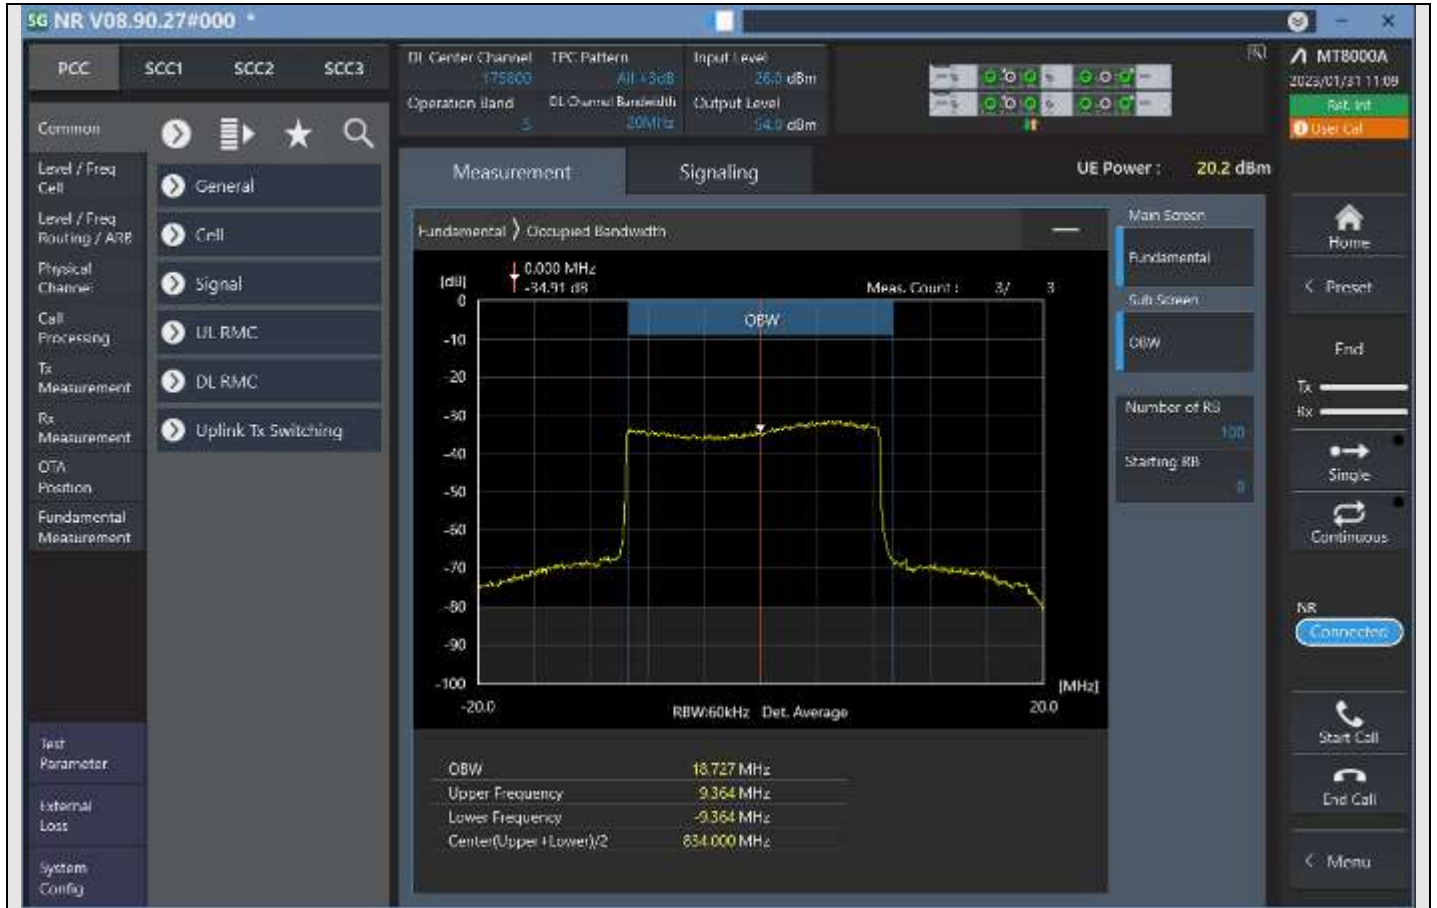 SG NR V08.90.27#000 *
PCC SCC1 SCC2 SCC3
DL Center Channel 175800
TPC Pattern All +3dB
Input Level 26.0 dBm
Operation Band 5
DL Channel Bandwidth 20MHz
Output Level -54.0 dBm
MT8000A
2023/01/31 11:09
Ref. Int
User Cal
Common
Level / Freq
Cell
Level / Freq
Routing / ARB
Physical
Channel
Call
Processing
Tx
Measurement
Rx
Measurement
OTA
Position
Fundamental
Measurement
Test
Parameter
External
Loss
System
Config
General
Cell
Signal
UL RMC
DL RMC
Uplink Tx Switching
Measurement Signaling
UE Power : 20.2 dBm
Fundamental Occupied Bandwidth
[dB]
0.000 MHz
-34.91 dB
Meas. Count : 3/ 3
OBW
0
-10
-20
-30
-40
-50
-60
-70
-80
-90
-100
[MHz]
-20.0 20.0
RBW:60kHz Det. Average
OBW 18.727 MHz
Upper Frequency 9.364 MHz
Lower Frequency -9.364 MHz
Center(Upper+Lower)/2 834.000 MHz
Main Screen
Fundamental
Sub Screen
OBW
Number of RB
100
Starting RB
0
Home
< Preset
End
Tx
Rx
Single
Continuous
NR
Connected
Start Call
End Call
< Menu